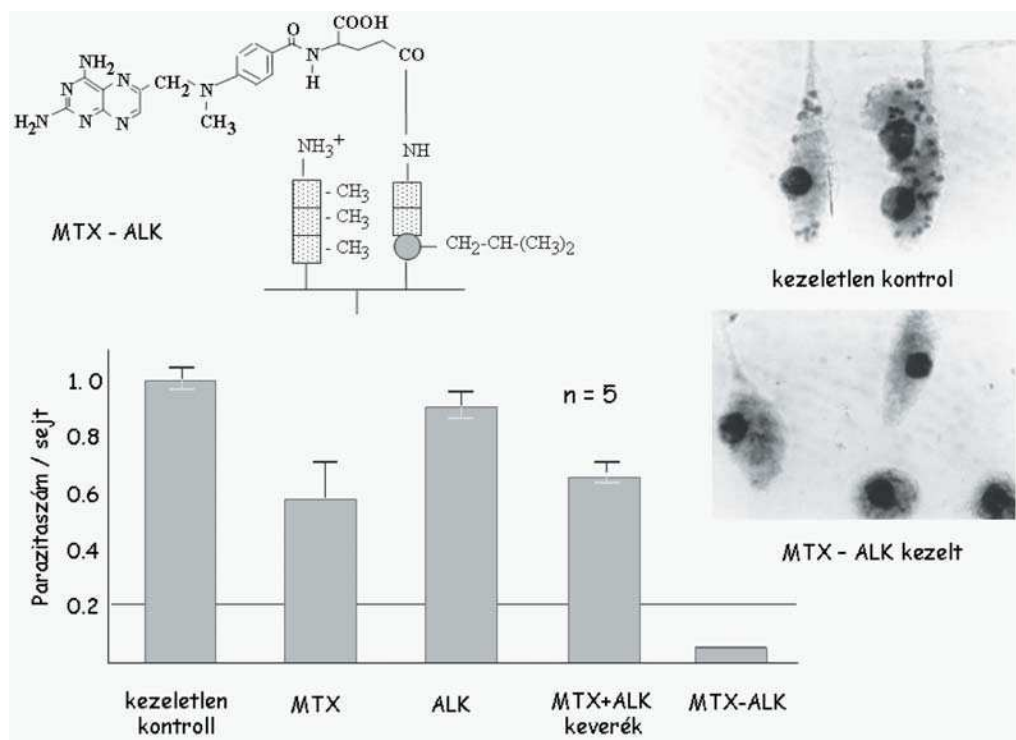 COOH
O
NH2
N
N
CH2
N
N
H
CO
H2N
N
N
CH3
NH3+
NH
- CH3
- CH3
- CH3
CH2-CH-(CH3)2
MTX - ALK
kezeletlen kontrol
MTX - ALK kezelt
Parazitaszám / sejt
1. 0
0.8
0.6
0.4
0.2
n = 5
kezeletlen
kontroll
MTX
ALK
MTX+ALK
keverék
MTX-ALK